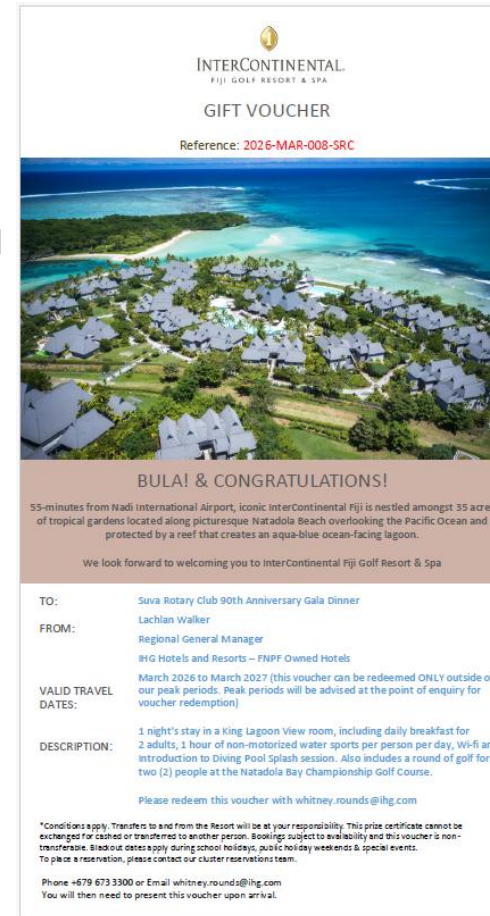 INTERCONTINENTAL.
FIJI GOLF RESORT & SPA
GIFT VOUCHER
Reference: 2026-MAR-008-SRC
BULA! & CONGRATULATIONS!
55-minutes from Nadi International Airport, iconic InterContinental Fiji is nestled amongst 35 acre
of tropical gardens located along picturesque Natadola Beach overlooking the Pacific Ocean and
protected by a reef that creates an aqua-blue ocean-facing lagoon.
We look forward to welcoming you to InterContinental Fiji Golf Resort & Spa
TO: Suva Rotary Club 90th Anniversary Gala Dinner
FROM: Lachlan Walker
Regional General Manager
IHG Hotels and Resorts – FNPF Owned Hotels
VALID TRAVEL DATES: March 2026 to March 2027 (this voucher can be redeemed ONLY outside o
our peak periods. Peak periods will be advised at the point of enquiry for
voucher redemption)
DESCRIPTION: 1 night's stay in a King Lagoon View room, including daily breakfast for
2 adults, 1 hour of non-motorized water sports per person per day, Wi-fi an
Introduction to Diving Pool Splash session. Also includes a round of golf for
two (2) people at the Natadola Bay Championship Golf Course.
Please redeem this voucher with whitney.rounds@ihg.com
*Conditions apply. Transfers to and from the Resort will be at your responsibility. This prize certificate cannot be
exchanged for cashed or transferred to another person. Bookings subject to availability and this voucher is non-
transferable. Blackout dates apply during school holidays, public holiday weekends & special events.
To place a reservation, please contact our cluster reservations team.
Phone +679 673 3300 or Email whitney.rounds@ihg.com
You will then need to present this voucher upon arrival.